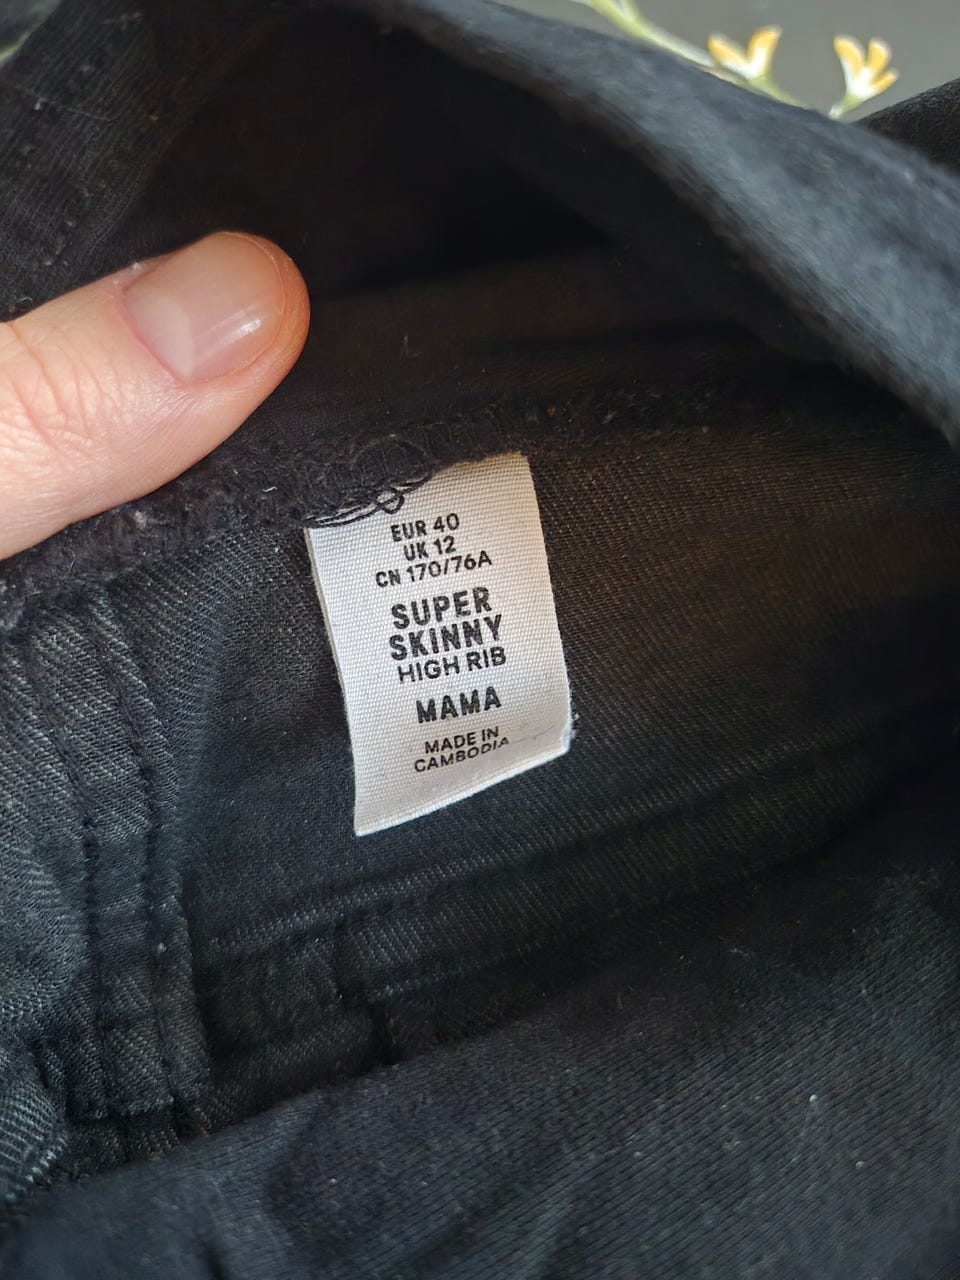 EUR 40
UK 12
CN 170/76A
SUPER
SKINNY
HIGH RIB
MAMA
MADE IN
CAMBODIA